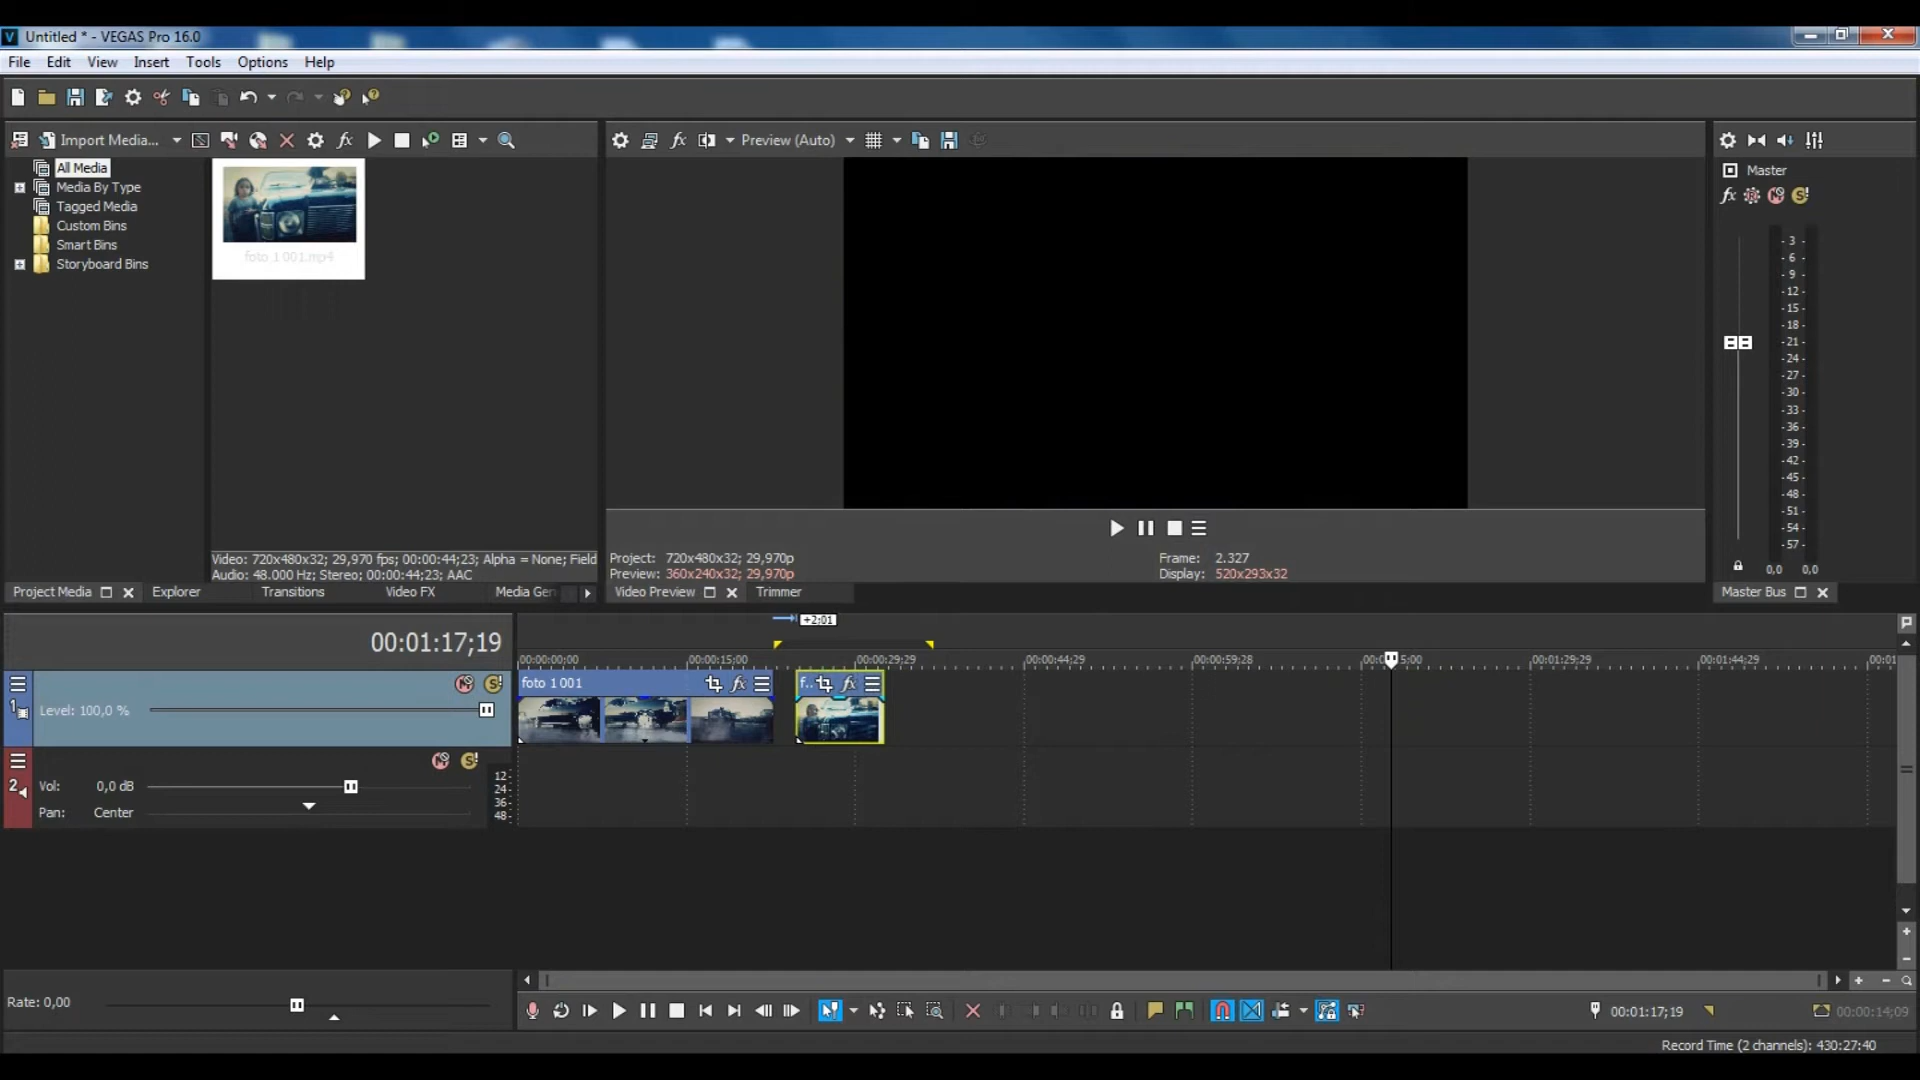 Untitled * - VEGAS Pro 16.0
File Edit View Insert Tools Options Help
Import Media...
Preview (Auto)
All Media
Media By Type
Tagged Media
Custom Bins
Smart Bins
Storyboard Bins
foto 1 001.mp4
Master
- 3 -
- 6 -
- 9 -
-12 -
-15 -
-18 -
-21 -
-24 -
-27 -
-30 -
-33 -
-36 -
-39 -
-42 -
-45 -
-48 -
-51 -
-54 -
-57 -
0,0 0,0
Video: 720x480x32; 29,970 fps; 00:00:44;23; Alpha = None; Field
Audio: 48.000 Hz; Stereo; 00:00:44;23; AAC
Project: 720x480x32; 29,970p
Preview: 360x240x32; 29,970p
Frame: 2.327
Display: 520x293x32
Project Media Explorer Transitions Video FX Media Gen
Video Preview Trimmer
Master Bus
+2;01
00:01:17;19
00:00:00;00 00:00:15;00 00:00:29;29 00:00:44;29 00:00:59;28 00:0 5;00 00:01:29;29 00:01:44;29 00:01
1
Level: 100,0 %
foto 1 001
f..
2
Vol: 0,0 dB
Pan: Center
12-
24-
36-
48-
Rate: 0,00
00:01:17;19
00:00:14;09
Record Time (2 channels): 430:27:40